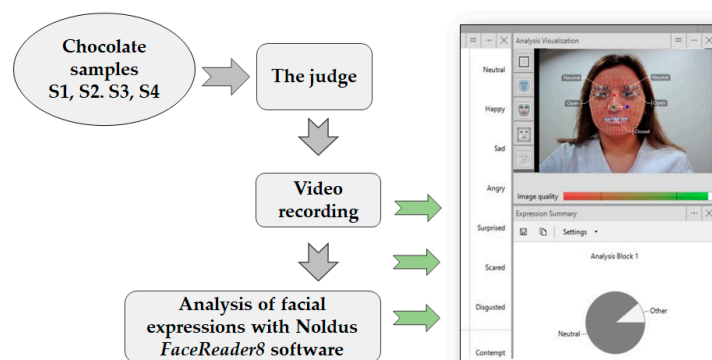 Chocolate
samples
S1, S2. S3, S4
The judge
Video
recording
Analysis of facial
expressions with Noldus
FaceReader8 software
Neutral
Happy
Sad
Angry
Surprised
Scared
Disgusted
Contempt
Analysis Visualization
Neutral
Neutral
Open
Open
Closed
Image quality
Expression Summary
Settings
Analysis Block 1
Other
Neutral